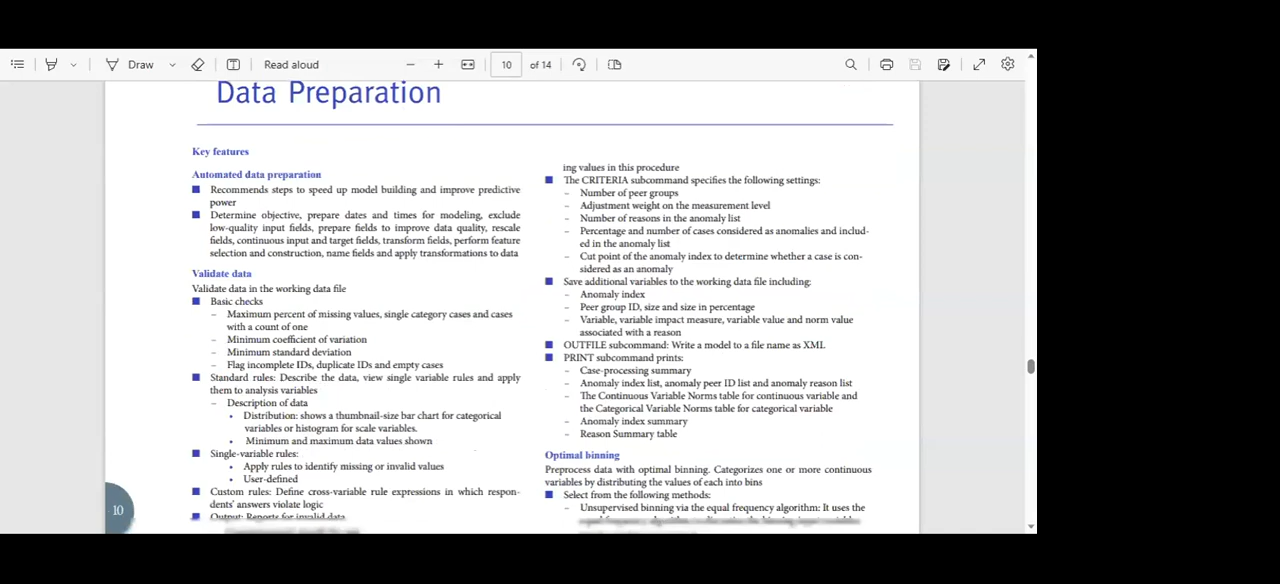 Draw
Read aloud
10
of 14
Data Preparation
Key features
Automated data preparation
■ Recommends steps to speed up model building and improve predictive
power
■ Determine objective, prepare dates and times for modeling, exclude
low-quality input fields, prepare fields to improve data quality, rescale
fields, continuous input and target fields, transform fields, perform feature
selection and construction, name fields and apply transformations to data
Validate data
Validate data in the working data file
■ Basic checks
– Maximum percent of missing values, single category cases and cases
with a count of one
– Minimum coefficient of variation
– Minimum standard deviation
– Flag incomplete IDs, duplicate IDs and empty cases
■ Standard rules: Describe the data, view single variable rules and apply
them to analysis variables
– Description of data
• Distribution: shows a thumbnail-size bar chart for categorical
variables or histogram for scale variables.
• Minimum and maximum data values shown
■ Single-variable rules:
• Apply rules to identify missing or invalid values
• User-defined
■ Custom rules: Define cross-variable rule expressions in which respon-
dents' answers violate logic
■ Output: Reports for invalid data
10
ing values in this procedure
■ The CRITERIA subcommand specifies the following settings:
– Number of peer groups
– Adjustment weight on the measurement level
– Number of reasons in the anomaly list
– Percentage and number of cases considered as anomalies and includ-
ed in the anomaly list
– Cut point of the anomaly index to determine whether a case is con-
sidered as an anomaly
■ Save additional variables to the working data file including:
– Anomaly index
– Peer group ID, size and size in percentage
– Variable, variable impact measure, variable value and norm value
associated with a reason
■ OUTFILE subcommand: Write a model to a file name as XML
■ PRINT subcommand prints:
– Case-processing summary
– Anomaly index list, anomaly peer ID list and anomaly reason list
– The Continuous Variable Norms table for continuous variable and
the Categorical Variable Norms table for categorical variable
– Anomaly index summary
– Reason Summary table
Optimal binning
Preprocess data with optimal binning. Categorizes one or more continuous
variables by distributing the values of each into bins
■ Select from the following methods:
– Unsupervised binning via the equal frequency algorithm: It uses the